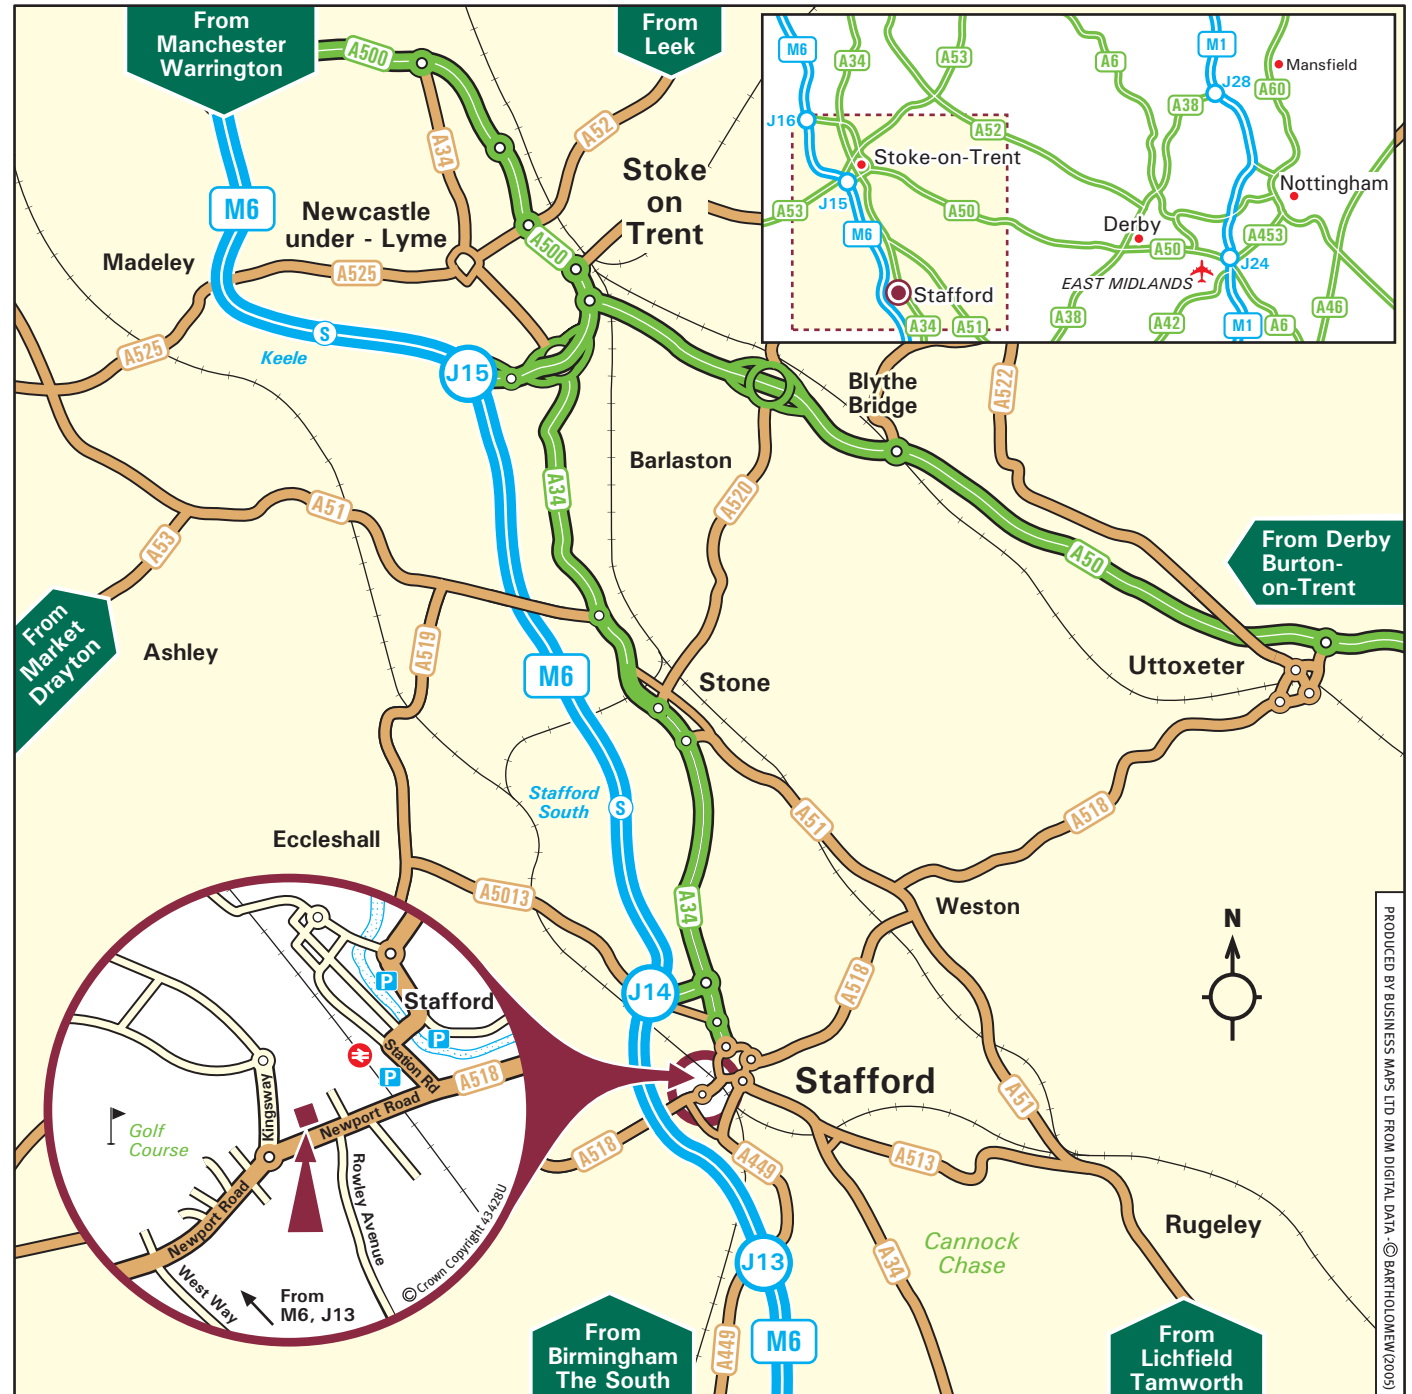 From
Manchester
Warrington
A500
From
Leek
A34
A52
M6
Newcastle
under - Lyme
Stoke
on
Trent
A500
Madeley
A525
A525
S
Keele
J15
M6
A34
A53
A6
M1
Mansfield
J28
A60
A38
J16
A52
Stoke-on-Trent
J15
A53
M6
A50
Nottingham
Derby
A453
A50
J24
EAST MIDLANDS
Stafford
A34
A51
A38
A42
M1
A6
A46
Blythe
Bridge
A522
Barlaston
A34
A520
A51
A53
A50
From Derby
Burton-
on-Trent
From
Market
Drayton
Ashley
A519
M6
Stone
Uttoxeter
Stafford
South
S
A51
A518
Eccleshall
A5013
A34
Weston
N
A518
J14
Stafford
P
Stafford
P
P
Station Rd
A518
Kingsway
Newport Road
Golf
Course
Rowley Avenue
Newport Road
West Way
From
M6, J13
© Crown Copyright 43428U
A518
A449
A513
A51
Rugeley
Cannock
Chase
A34
J13
M6
A449
From
Birmingham
The South
From
Lichfield
Tamworth
PRODUCED BY BUSINESS MAPS LTD FROM DIGITAL DATA - © BARTHOLOMEW(2005)